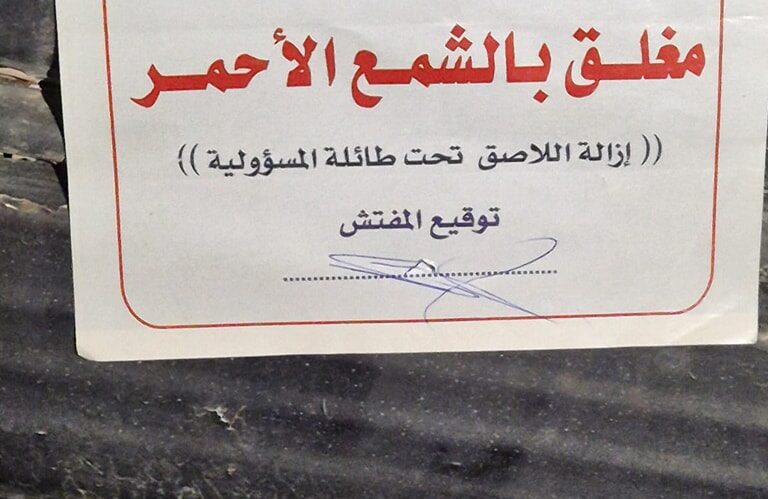 مغلق بالشمع الأحمر
(( إزالة اللاصق تحت طائلة المسؤولية ))
توقيع المفتش